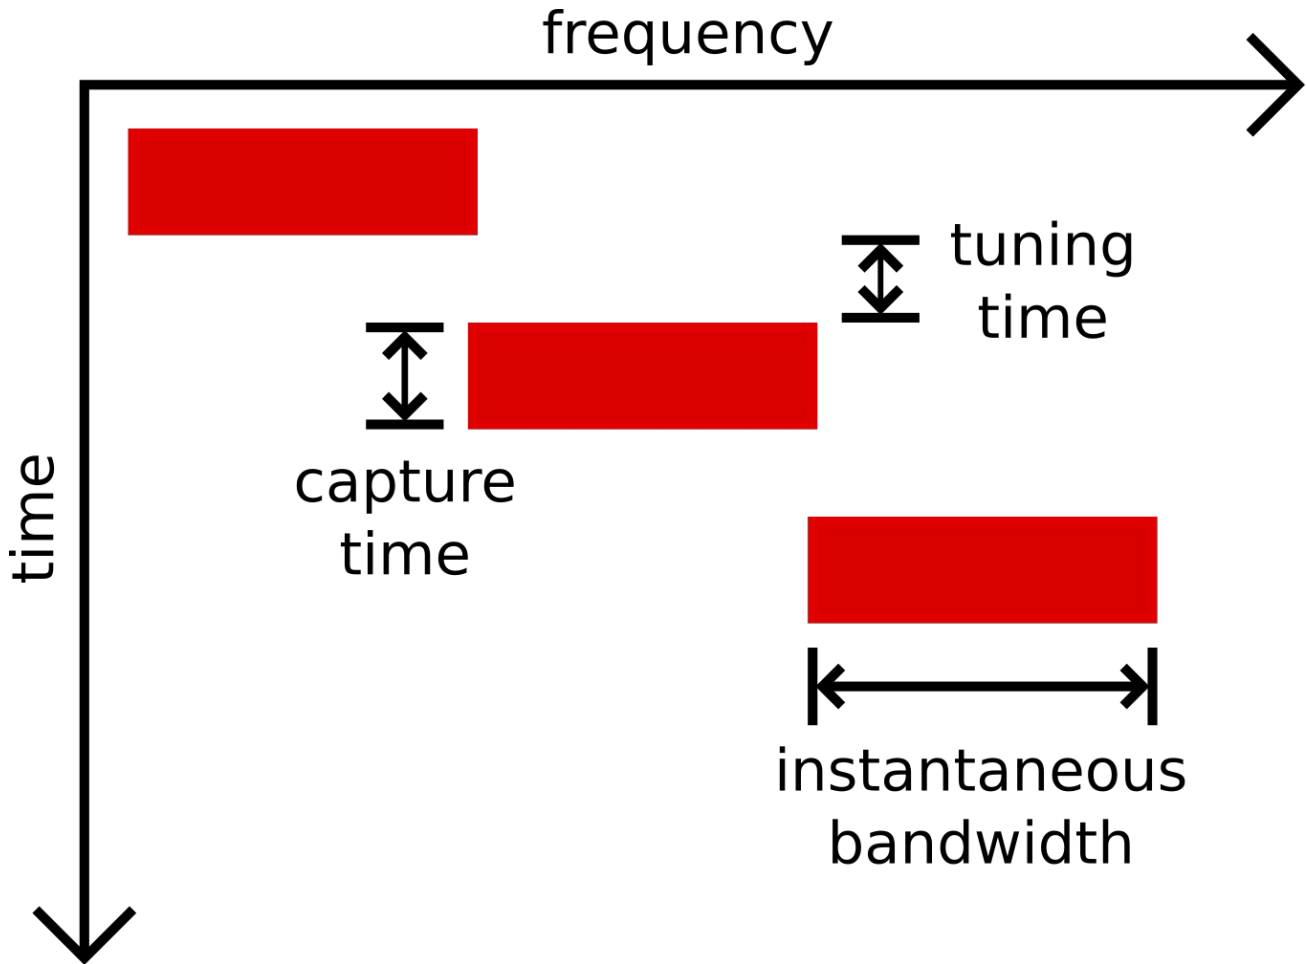 frequency
tuning
time
capture
time
time
instantaneous
bandwidth